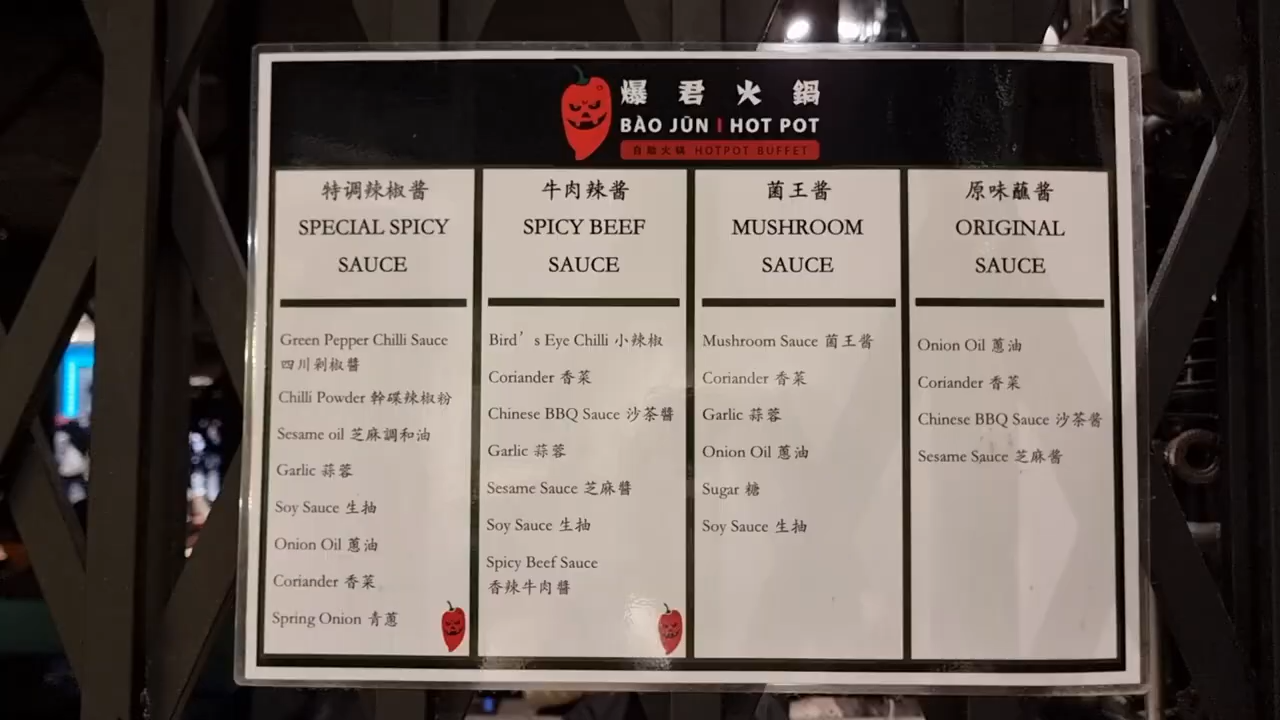 爆君火鍋
BÀO JŪN | HOT POT
自助火锅 HOTPOT BUFFET
特调辣椒酱
SPECIAL SPICY
SAUCE
Green Pepper Chilli Sauce
四川剁椒醬
Chilli Powder 幹碟辣椒粉
Sesame oil 芝麻調和油
Garlic 蒜蓉
Soy Sauce 生抽
Onion Oil 蔥油
Coriander 香菜
Spring Onion 青蔥
牛肉辣酱
SPICY BEEF
SAUCE
Bird’s Eye Chilli 小辣椒
Coriander 香菜
Chinese BBQ Sauce 沙茶醬
Garlic 蒜蓉
Sesame Sauce 芝麻醬
Soy Sauce 生抽
Spicy Beef Sauce
香辣牛肉醬
菌王酱
MUSHROOM
SAUCE
Mushroom Sauce 菌王酱
Coriander 香菜
Garlic 蒜蓉
Onion Oil 蔥油
Sugar 糖
Soy Sauce 生抽
原味蘸酱
ORIGINAL
SAUCE
Onion Oil 蔥油
Coriander 香菜
Chinese BBQ Sauce 沙茶醬
Sesame Sauce 芝麻酱